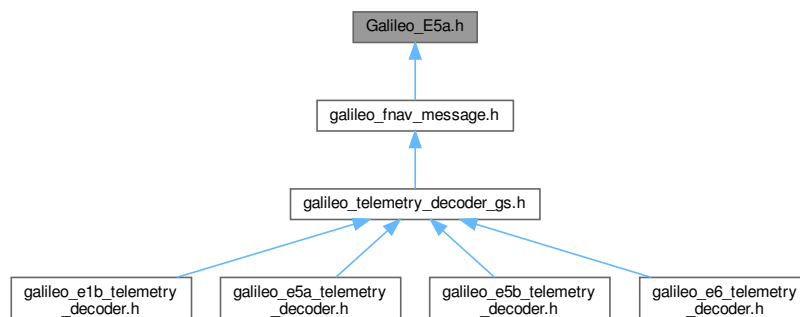 Galileo_E5a.h
galileo_fnav_message.h
galileo_telemetry_decoder_gs.h
galileo_e1b_telemetry
_decoder.h
galileo_e5a_telemetry
_decoder.h
galileo_e5b_telemetry
_decoder.h
galileo_e6_telemetry
_decoder.h